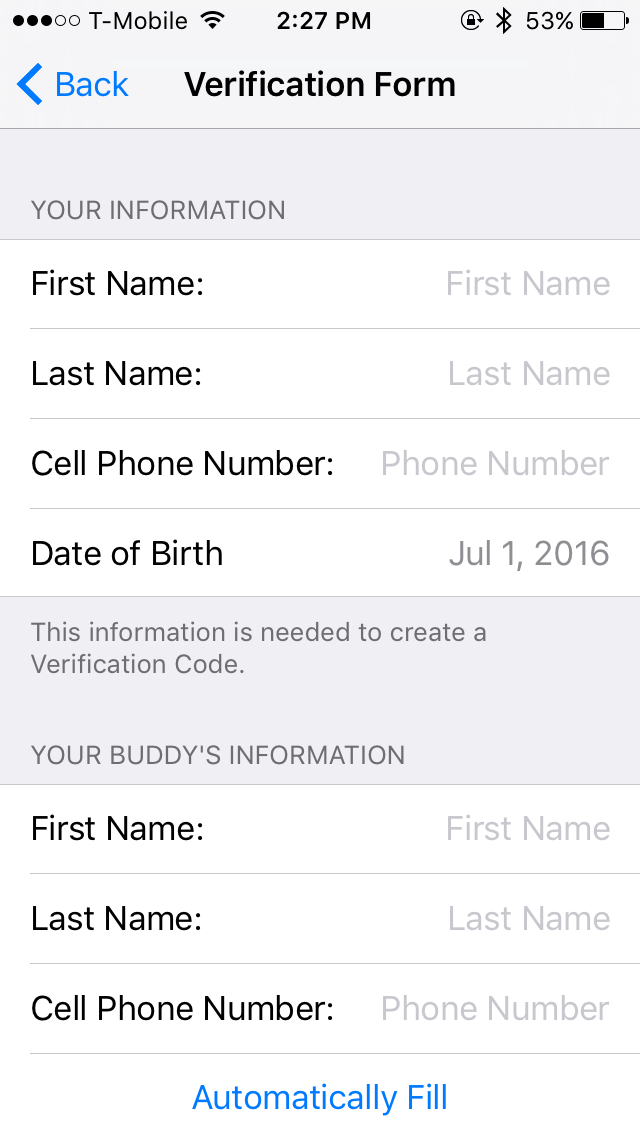 T-Mobile 2:27 PM 53%
Back Verification Form
YOUR INFORMATION
First Name: First Name
Last Name: Last Name
Cell Phone Number: Phone Number
Date of Birth Jul 1, 2016
This information is needed to create a
Verification Code.
YOUR BUDDY'S INFORMATION
First Name: First Name
Last Name: Last Name
Cell Phone Number: Phone Number
Automatically Fill